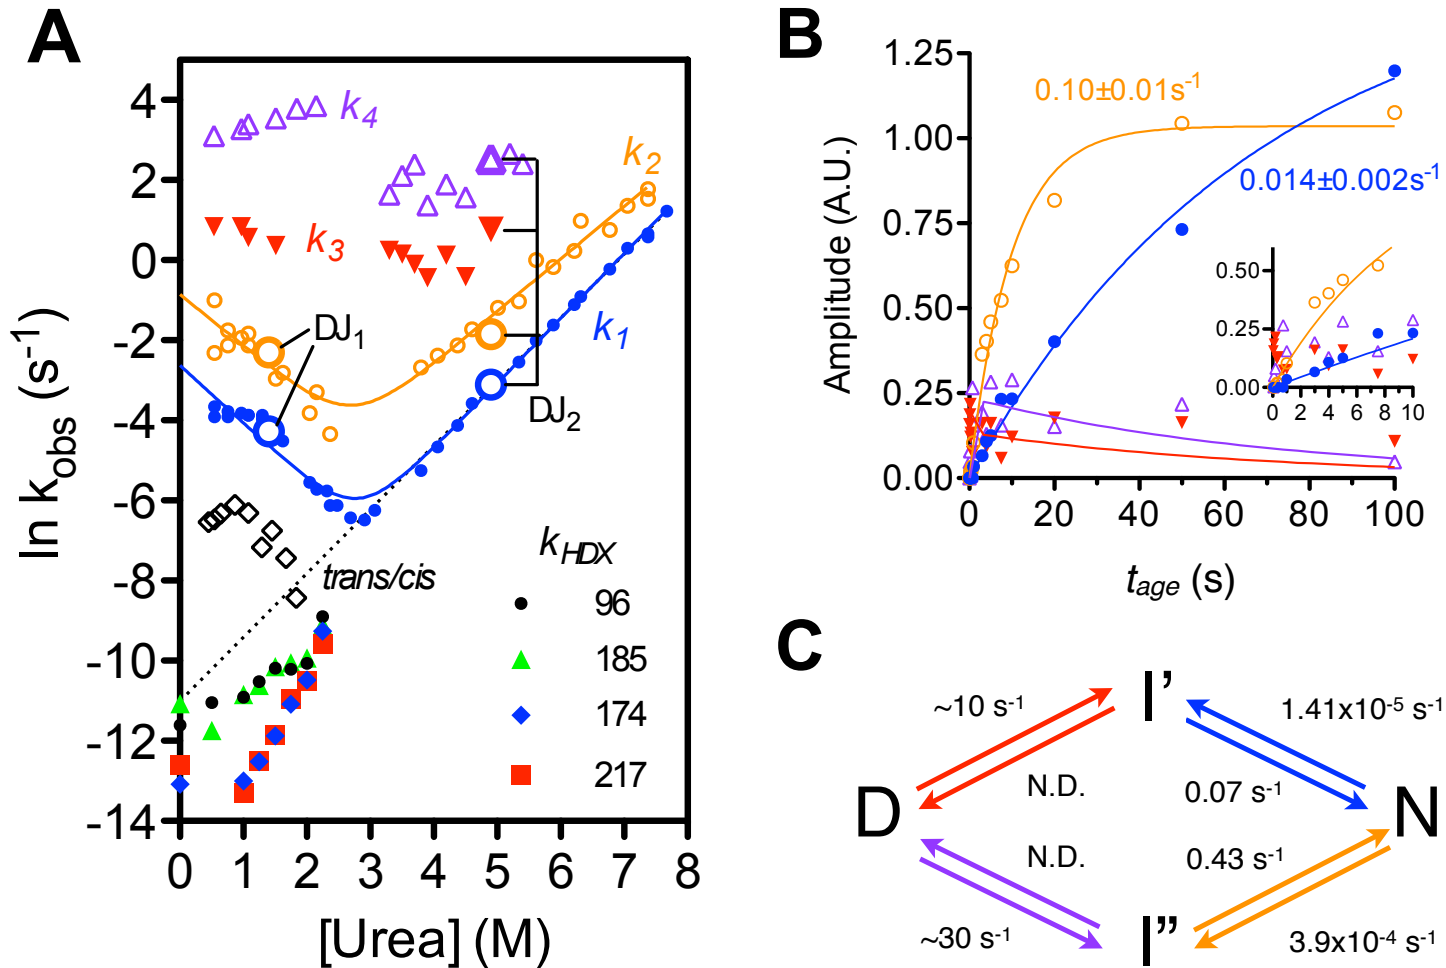 A
ln k_obs (s⁻¹)
4
2
0
-2
-4
-6
-8
-10
-12
-14
k₄
k₃
k₂
k₁
DJ₁
DJ₂
trans/cis
k_HDX
96
185
174
217
0 1 2 3 4 5 6 7 8
[Urea] (M)
B
Amplitude (A.U.)
1.25
1.00
0.75
0.50
0.25
0.00
0.10±0.01s⁻¹
0.014±0.002s⁻¹
0.50
0.25
0.00
0 2 4 6 8 10
0 20 40 60 80 100
t_age (s)
C
I’
~10 s⁻¹
1.41x10⁻⁵ s⁻¹
N.D.
0.07 s⁻¹
D
N
N.D.
0.43 s⁻¹
~30 s⁻¹
3.9x10⁻⁴ s⁻¹
I”